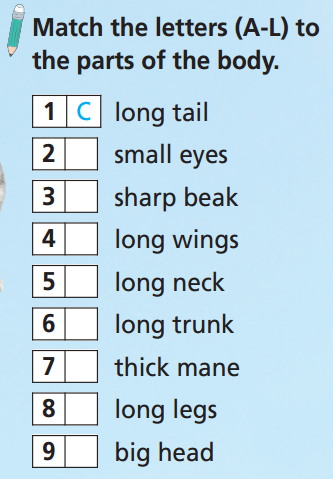 Match the letters (A-L) to
the parts of the body.
1 C long tail
2 small eyes
3 sharp beak
4 long wings
5 long neck
6 long trunk
7 thick mane
8 long legs
9 big head